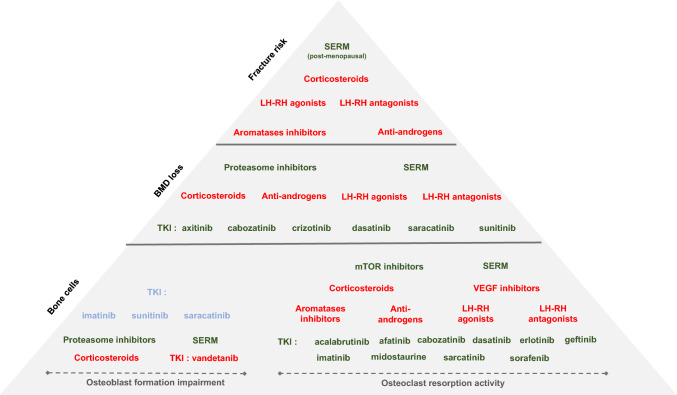 Fracture risk
SERM
(post-menopausal)
Corticosteroids
LH-RH agonists LH-RH antagonists
Aromatases inhibitors Anti-androgens
BMD loss
Proteasome inhibitors SERM
Corticosteroids Anti-androgens LH-RH agonists LH-RH antagonists
TKI : axitinib cabozatinib crizotinib dasatinib saracatinib sunitinib
Bone cells
TKI :
imatinib sunitinib saracatinib
Proteasome inhibitors SERM
Corticosteroids TKI : vandetanib
Osteoblast formation impairment
mTOR inhibitors SERM
Corticosteroids VEGF inhibitors
Aromatases inhibitors Anti-androgens LH-RH agonists LH-RH antagonists
TKI : acalabrutinib afatinib cabozatinib dasatinib erlotinib geftinib
imatinib midostaurine sarcatinib sorafenib
Osteoclast resorption activity